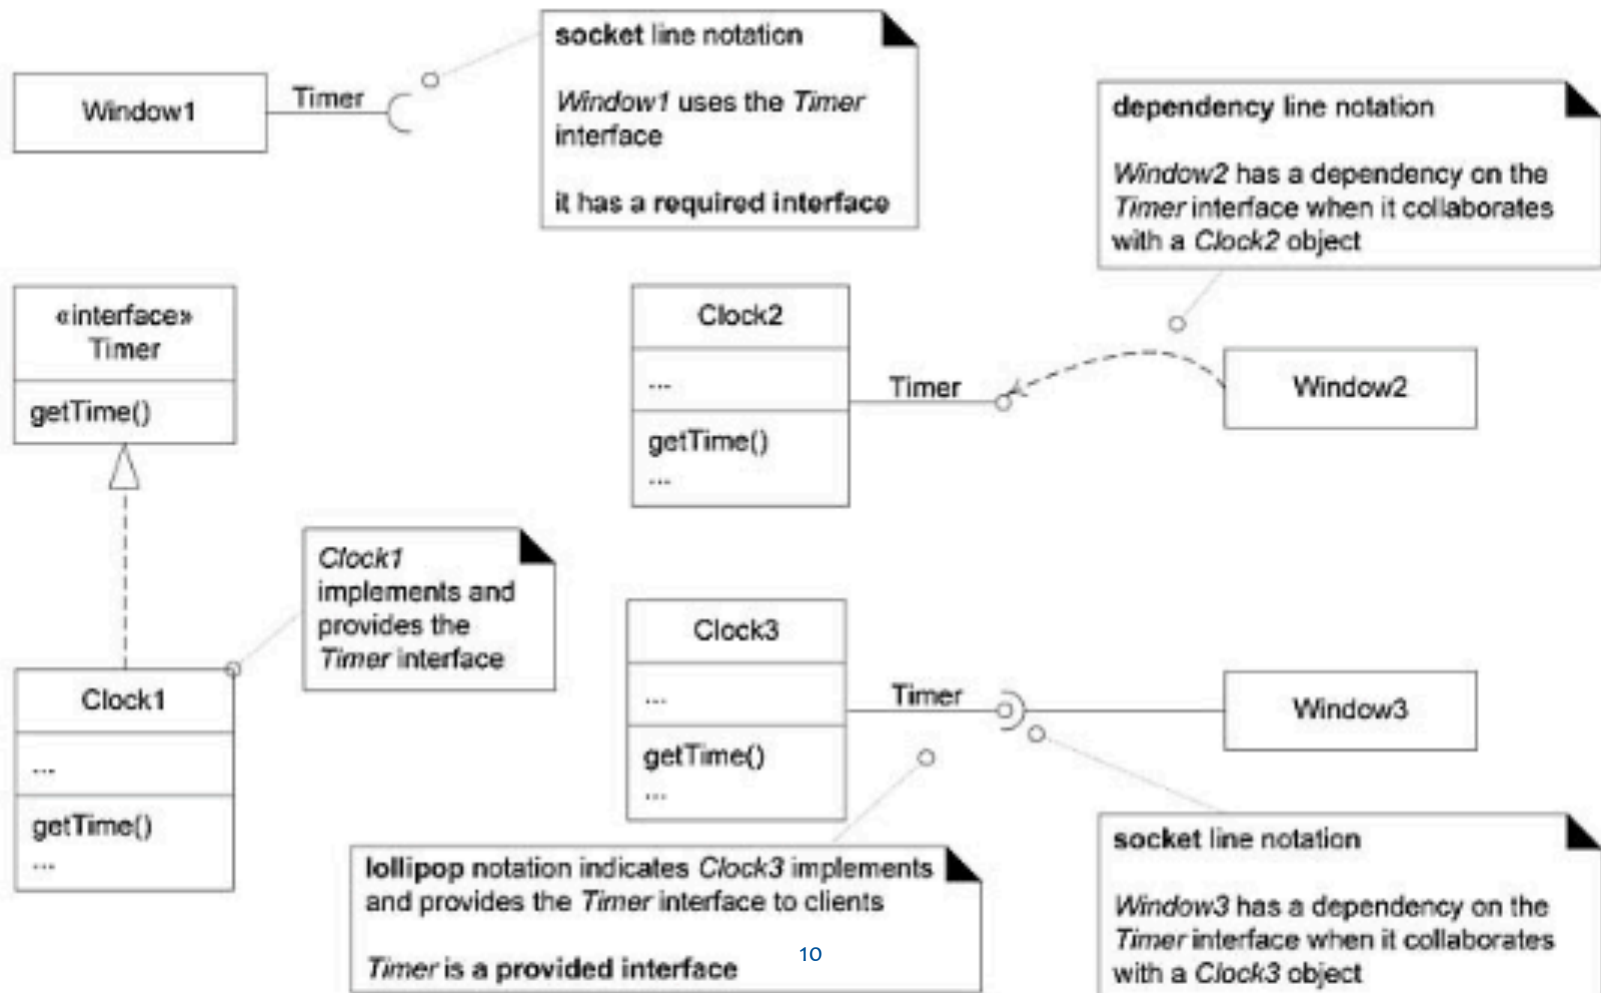 socket line notation
Window1 uses the Timer
interface
it has a required interface
Window1
Timer
dependency line notation
Window2 has a dependency on the
Timer interface when it collaborates
with a Clock2 object
«interface»
Timer
getTime()
Clock2
...
getTime()
...
Timer
Window2
Clock1
implements and
provides the
Timer interface
Clock1
...
getTime()
...
Clock3
...
getTime()
...
Timer
Window3
lollipop notation indicates Clock3 implements
and provides the Timer interface to clients
Timer is a provided interface
10
socket line notation
Window3 has a dependency on the
Timer interface when it collaborates
with a Clock3 object